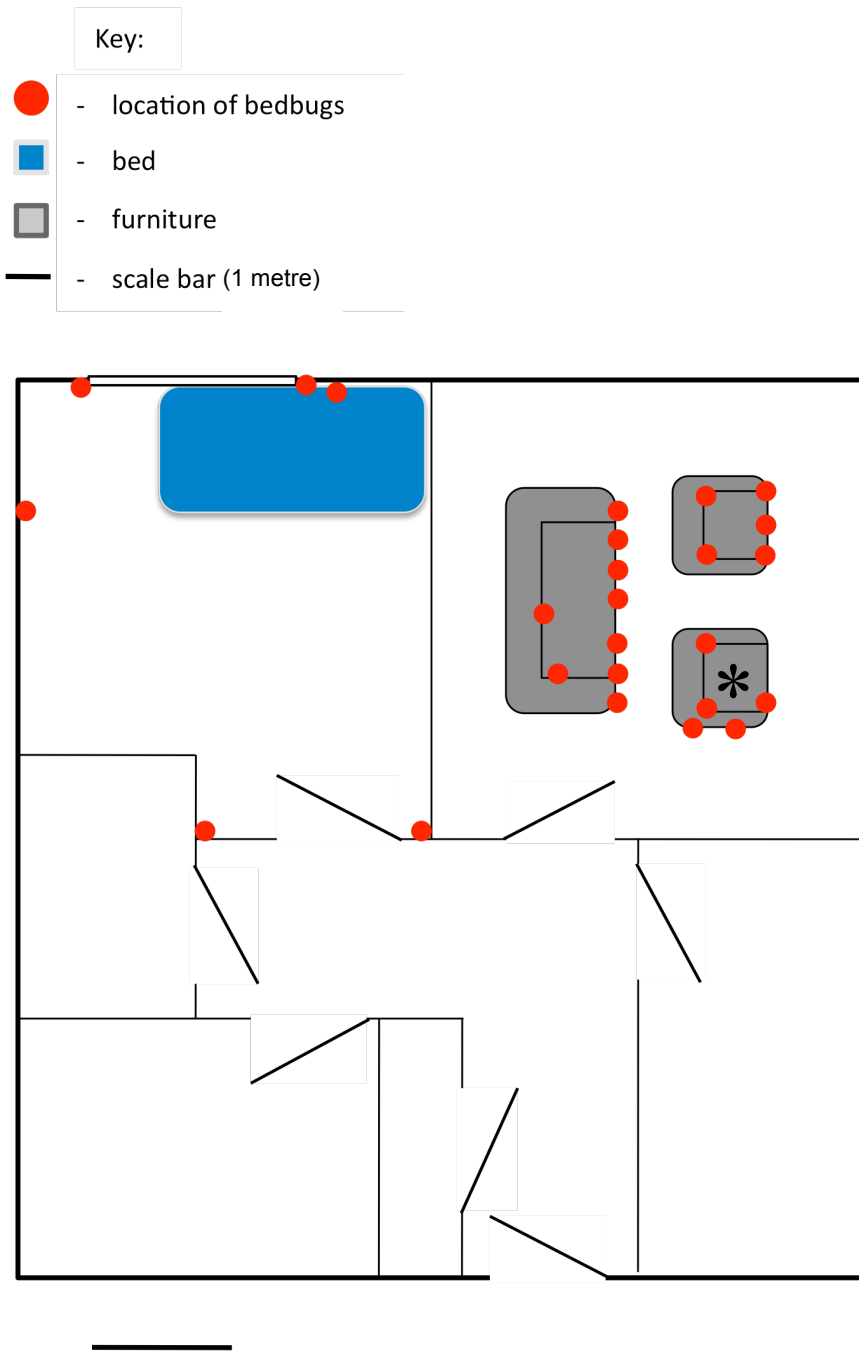 Key:
- location of bedbugs
- bed
- furniture
- scale bar (1 metre)
*